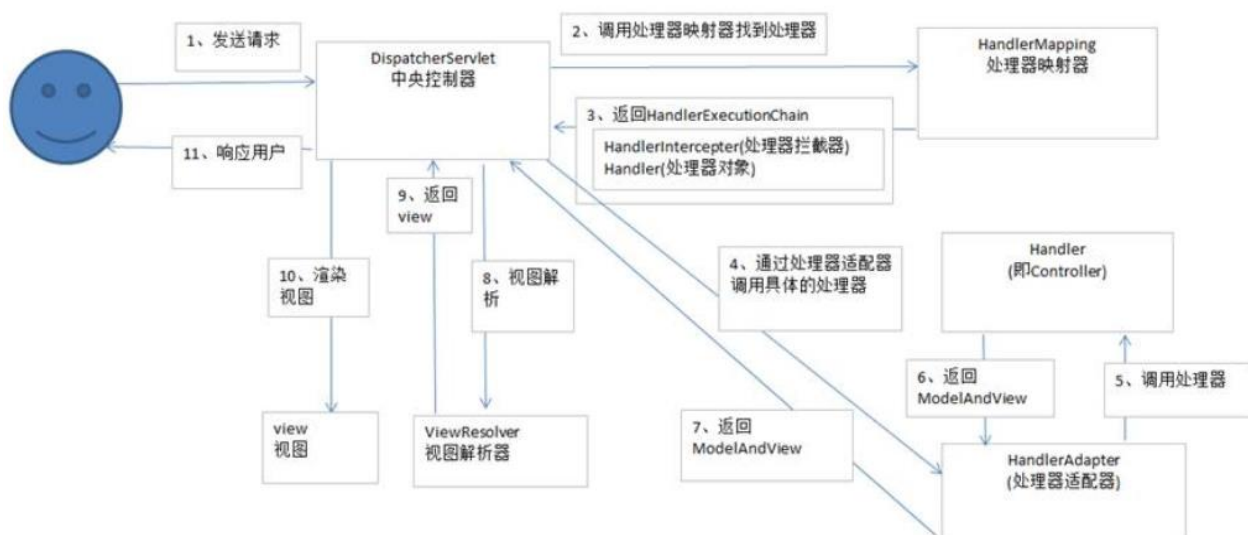 1、发送请求
DispatcherServlet
中央控制器
2、调用处理器映射器找到处理器
HandlerMapping
处理器映射器
3、返回HandlerExecutionChain
HandlerIntercepter(处理器拦截器)
Handler(处理器对象)
11、响应用户
9、返回
view
10、渲染
视图
8、视图解
析
4、通过处理器适配器
调用具体的处理器
Handler
(即Controller)
6、返回
ModelAndView
5、调用处理器
7、返回
ModelAndView
view
视图
ViewResolver
视图解析器
HandlerAdapter
(处理器适配器)